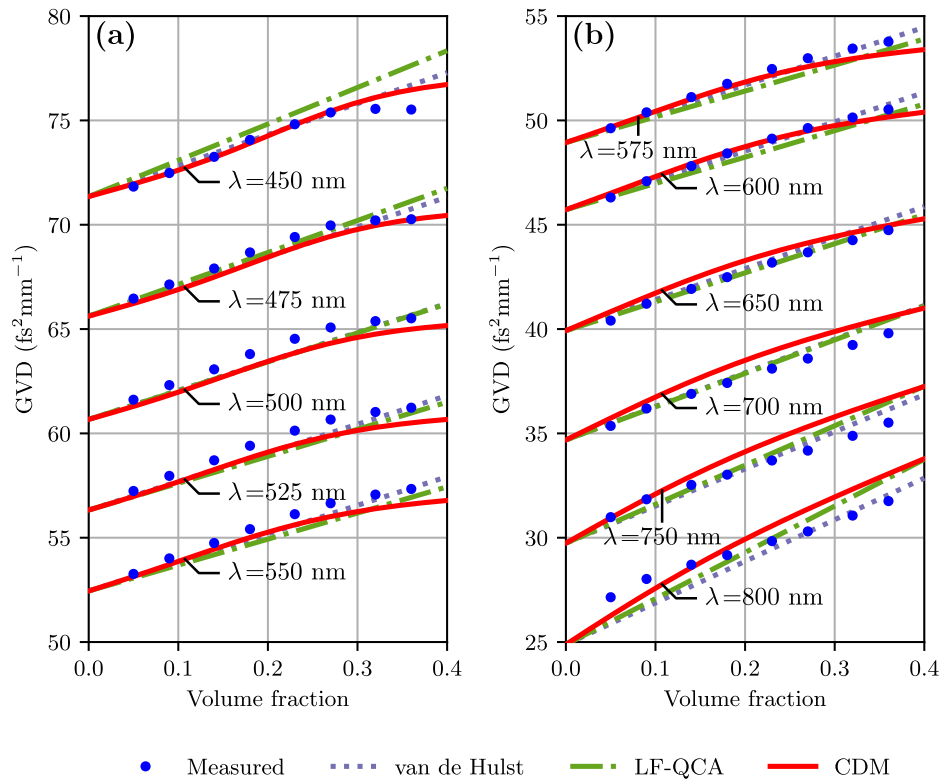 (a)
(b)
80
75
70
65
60
55
50
GVD (fs²mm⁻¹)
λ=450 nm
λ=475 nm
λ=500 nm
λ=525 nm
λ=550 nm
0.0 0.1 0.2 0.3 0.4
Volume fraction
55
50
45
40
35
30
25
GVD (fs²mm⁻¹)
λ=575 nm
λ=600 nm
λ=650 nm
λ=700 nm
λ=750 nm
λ=800 nm
0.0 0.1 0.2 0.3 0.4
Volume fraction
Measured van de Hulst LF-QCA CDM